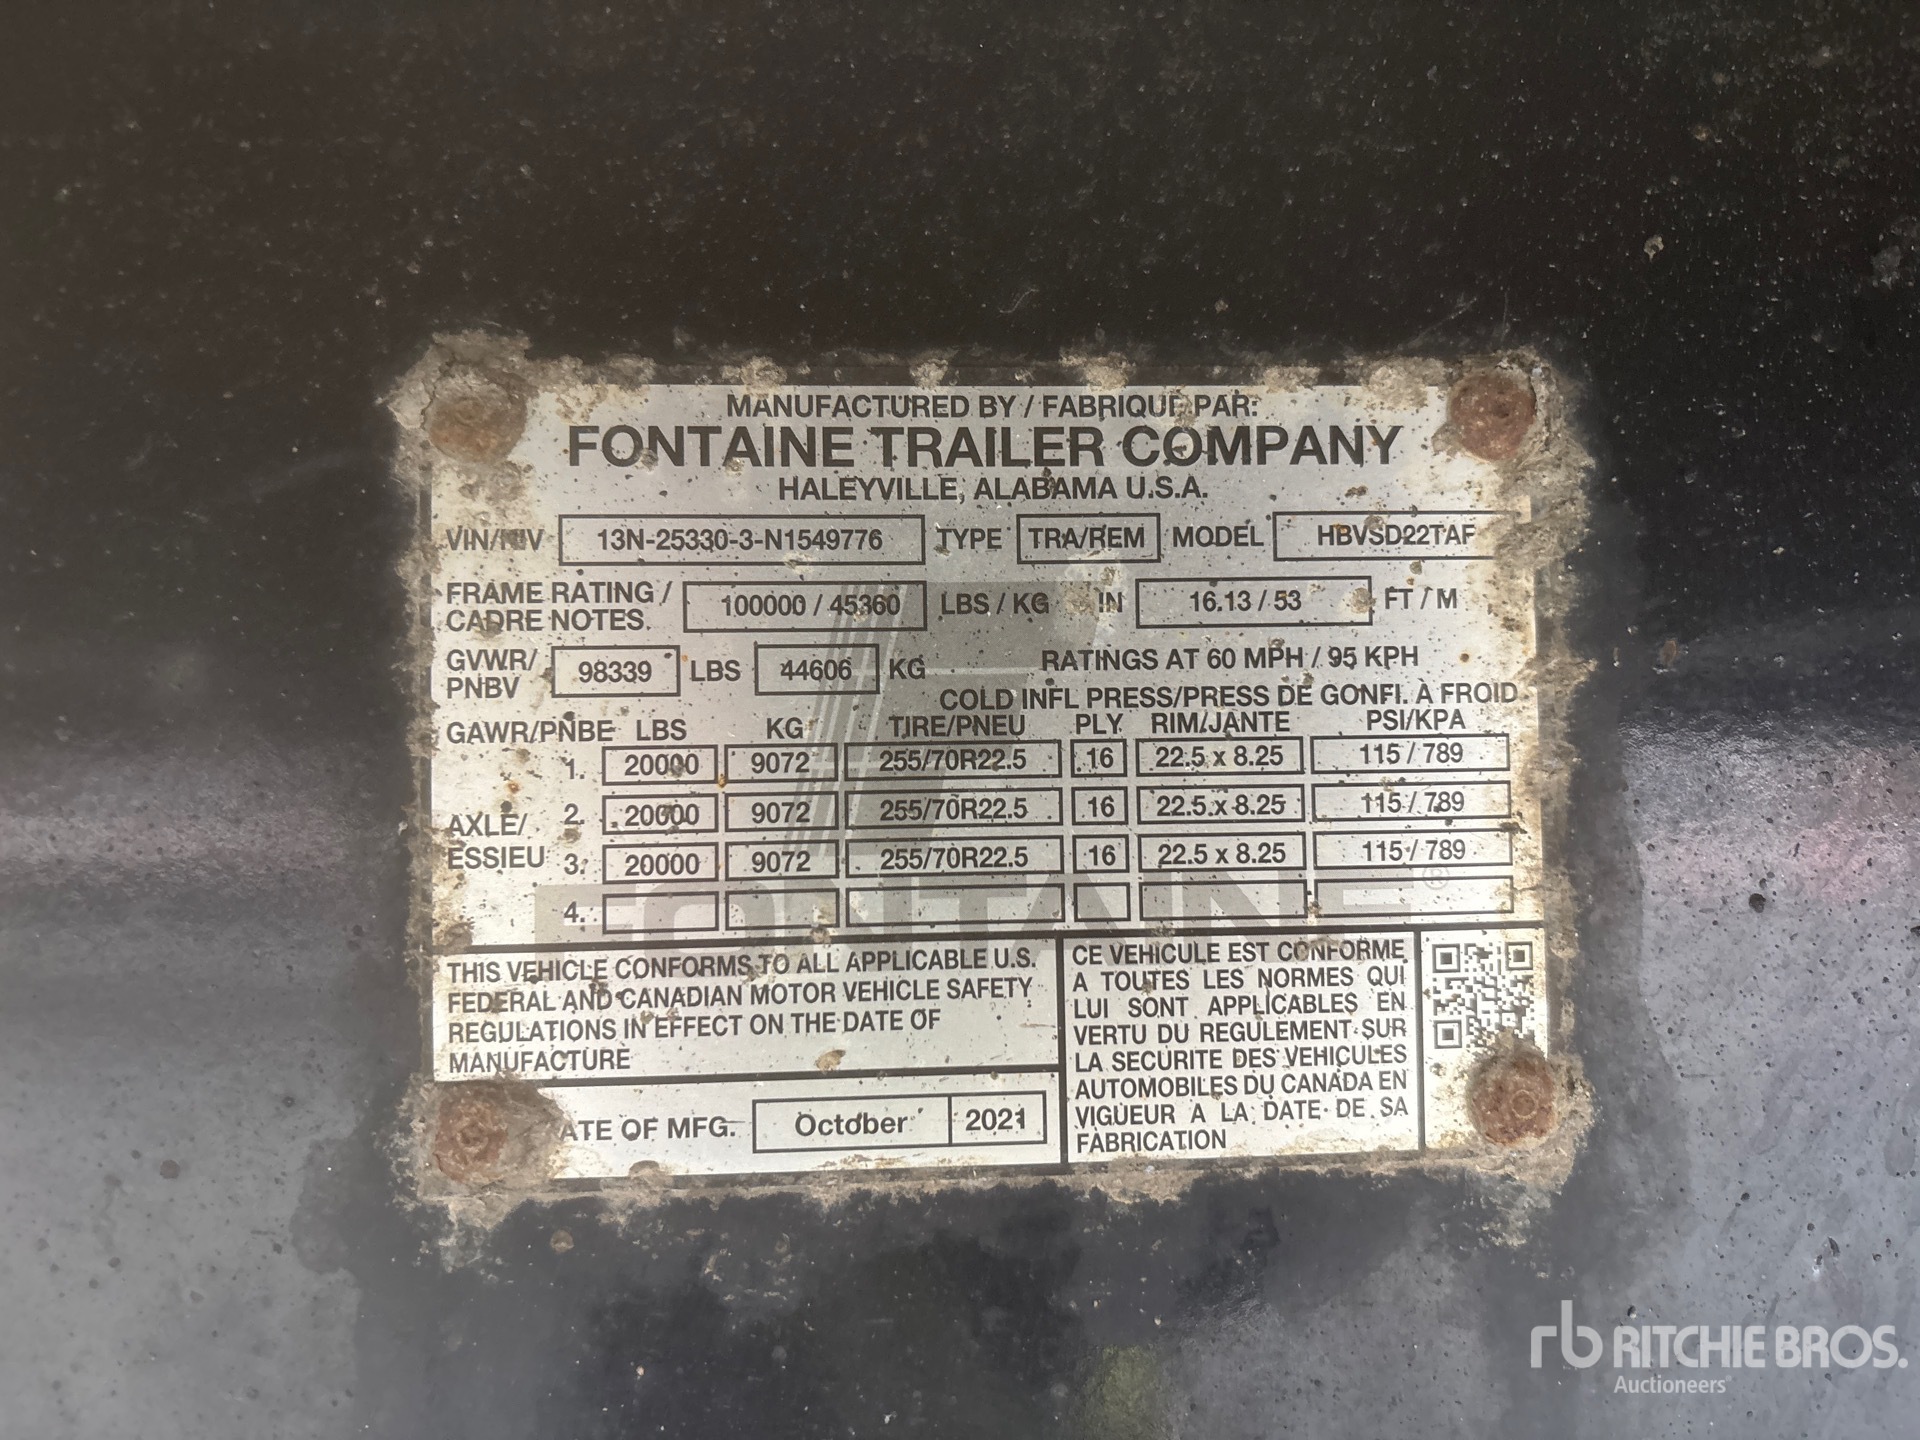 MANUFACTURED BY / FABRIQUE PAR:
FONTAINE TRAILER COMPANY
HALEYVILLE, ALABAMA U.S.A.
VIN/NIV 13N-25330-3-N1549776 TYPE TRA/REM MODEL HBVSD22TAF
FRAME RATING / CADRE NOTES. 100000 / 45360 LBS / KG IN 16.13 / 53 FT / M
GVWR/ PNBV 98339 LBS 44606 KG RATINGS AT 60 MPH / 95 KPH
COLD INFL PRESS/PRESS DE GONFI. À FROID
GAWR/PNBE LBS KG TIRE/PNEU PLY RIM/JANTE PSI/KPA
AXLE/ ESSIEU
1. 20000 9072 255/70R22.5 16 22.5 x 8.25 115 / 789
2. 20000 9072 255/70R22.5 16 22.5 x 8.25 115 / 789
3. 20000 9072 255/70R22.5 16 22.5 x 8.25 115 / 789
4.
FONTAINE ®
THIS VEHICLE CONFORMS TO ALL APPLICABLE U.S.
FEDERAL AND CANADIAN MOTOR VEHICLE SAFETY
REGULATIONS IN EFFECT ON THE DATE OF
MANUFACTURE
ATE OF MFG. October 2021
CE VEHICULE EST CONFORME
A TOUTES LES NORMES QUI
LUI SONT APPLICABLES EN
VERTU DU REGULEMENT SUR
LA SECURITE DES VEHICULES
AUTOMOBILES DU CANADA EN
VIGUEUR A LA DATE DE SA
FABRICATION
rb RITCHIE BROS.
Auctioneers